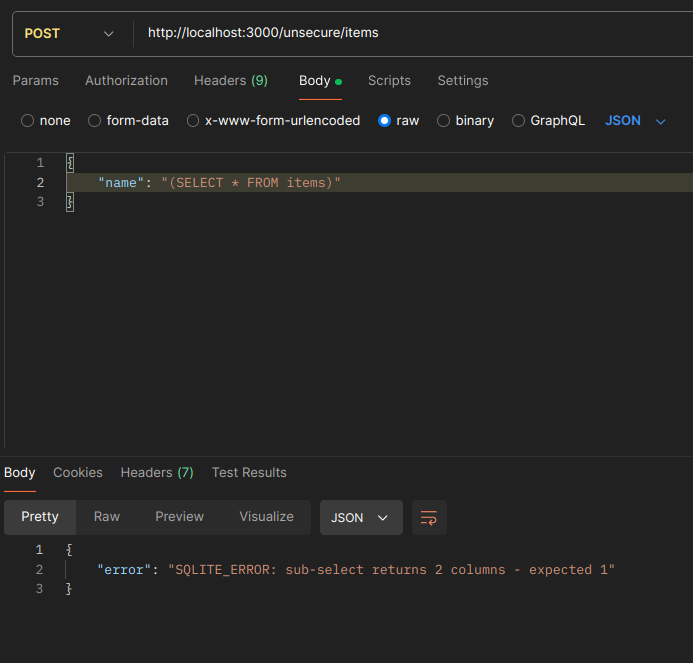 POST http://localhost:3000/unsecure/items
Params Authorization Headers (9) Body Scripts Settings
none form-data x-www-form-urlencoded raw binary GraphQL JSON
1 {
2 "name": "(SELECT * FROM items)"
3 }
Body Cookies Headers (7) Test Results
Pretty Raw Preview Visualize JSON
1 {
2 "error": "SQLITE_ERROR: sub-select returns 2 columns - expected 1"
3 }